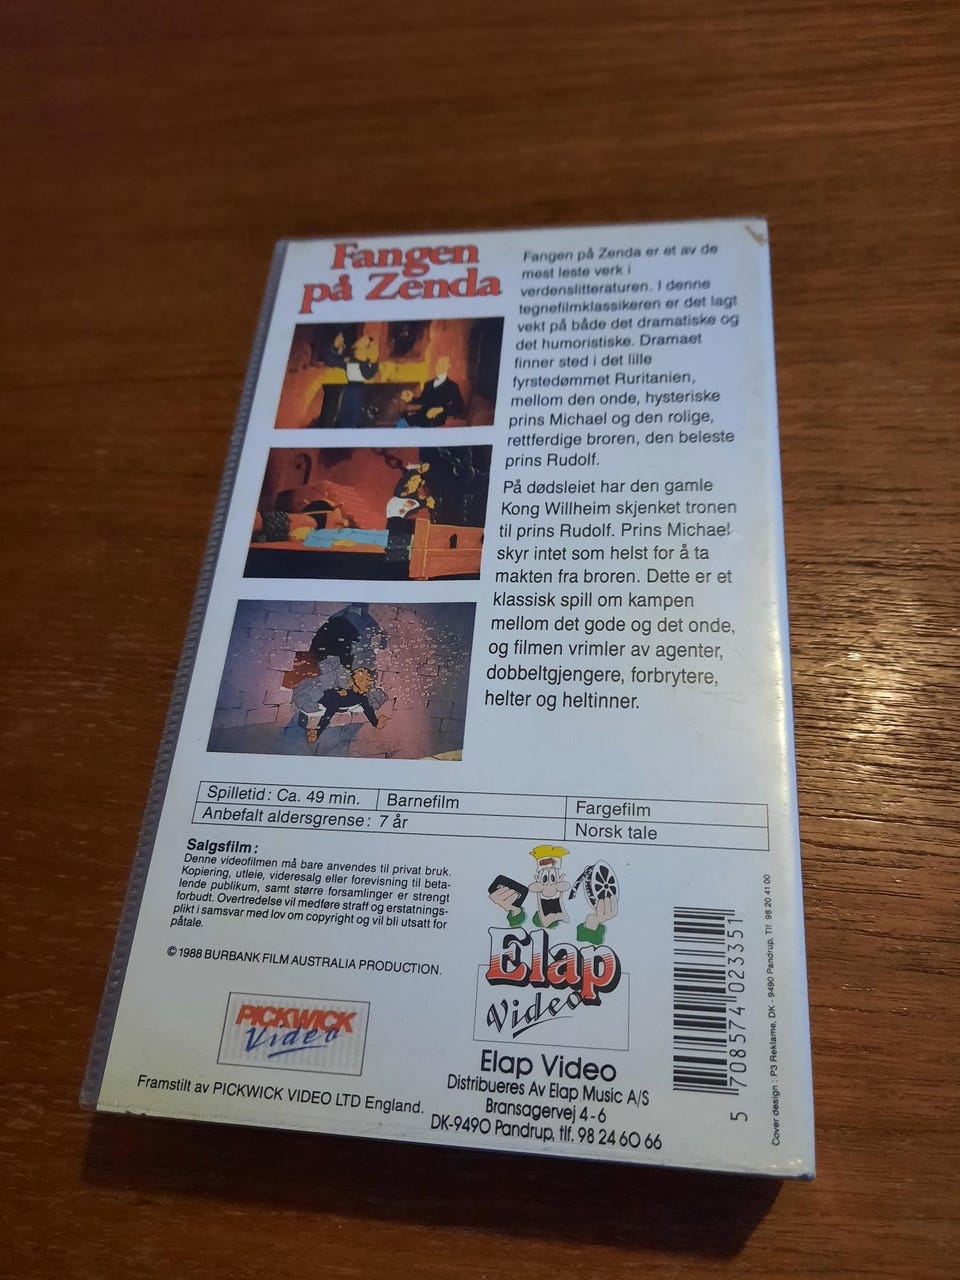 Fangen
på Zenda
Fangen på Zenda er et av de
mest leste verk i
verdenslitteraturen. I denne
tegnefilmklassikeren er det lagt
vekt på både det dramatiske og
det humoristiske. Dramaet
finner sted i det lille
fyrstedømmet Ruritanien,
mellom den onde, hysteriske
prins Michael og den rolige,
rettferdige broren, den beleste
prins Rudolf.
På dødsleiet har den gamle
Kong Willheim skjenket tronen
til prins Rudolf. Prins Michael
skyr intet som helst for å ta
makten fra broren. Dette er et
klassisk spill om kampen
mellom det gode og det onde,
og filmen vrimler av agenter,
dobbeltgjengere, forbrytere,
helter og heltinner.
Spilletid: Ca. 49 min. Barnefilm Fargefilm
Anbefalt aldersgrense: 7 år Norsk tale
Salgsfilm:
Denne videofilmen må bare anvendes til privat bruk.
Kopiering, utleie, videresalg eller forevisning til beta-
lende publikum, samt større forsamlinger er strengt
forbudt. Overtredelse vil medføre straff og erstatnings-
plikt i samsvar med lov om copyright og vil bli utsatt for
påtale.
© 1988 BURBANK FILM AUSTRALIA PRODUCTION.
PICKWICK
Video
Framstilt av PICKWICK VIDEO LTD England.
Elap
Video
Elap Video
Distribueres Av Elap Music A/S
Bransagervej 4-6
DK-9490 Pandrup, tlf. 98 24 60 66
5 708574 023351
Cover design: P3 Reklame, DK - 9490 Pandrup, Tlf. 98 20 41 00